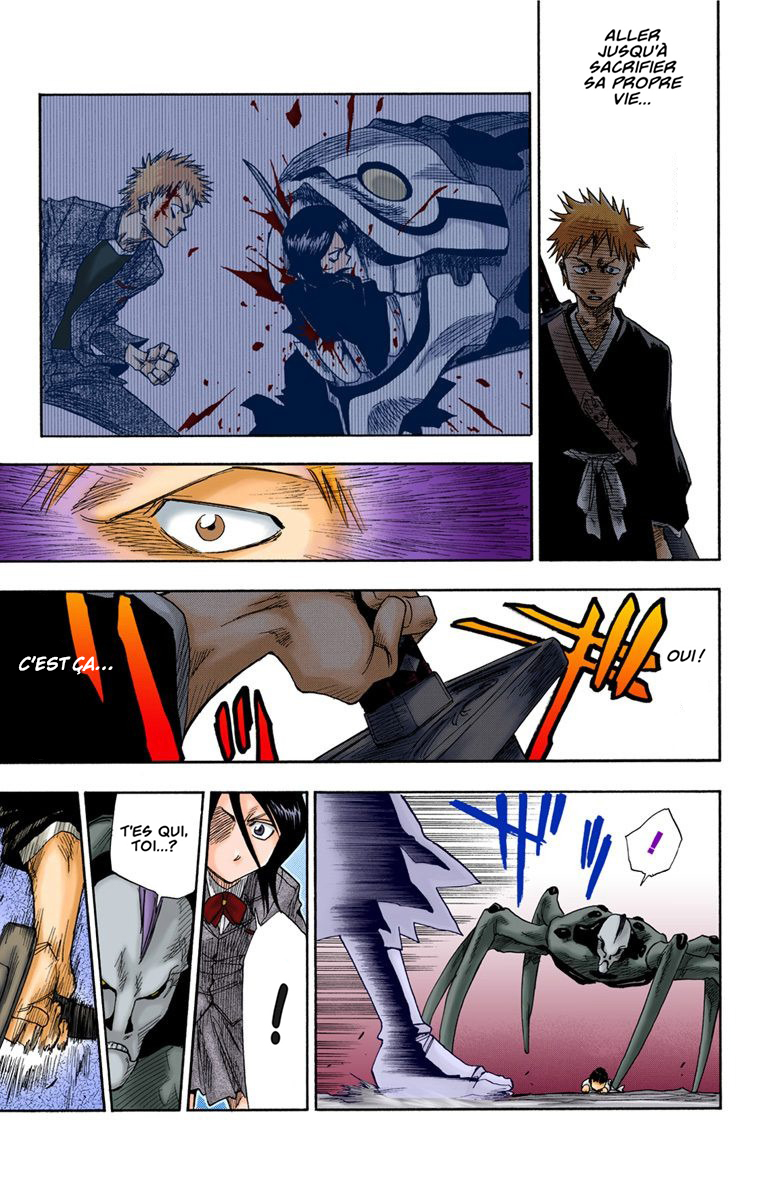 ALLER
JUSQU'À
SACRIFIER
SA PROPRE
VIE...
OUI!
C'EST ÇA...
!
!
T'ES QUI,
TOI...?